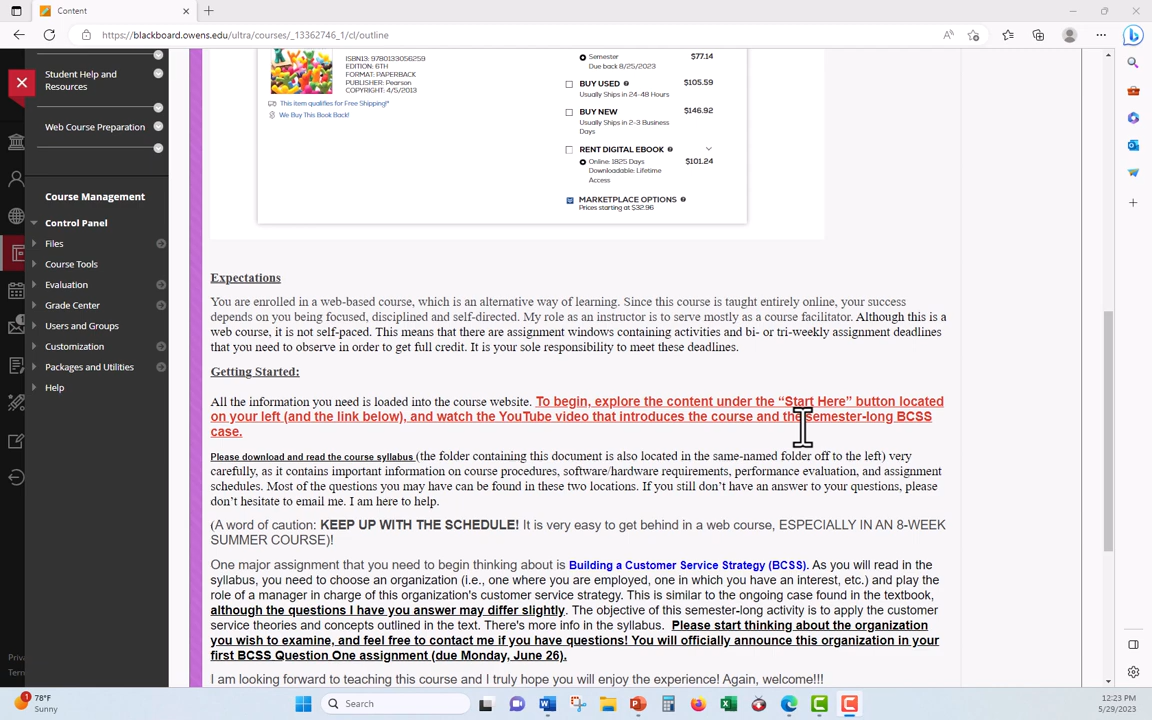 Content
https://blackboard.owens.edu/ultra/courses/_13362746_1/cl/outline
Student Help and
Resources
Web Course Preparation
Course Management
Control Panel
Files
Course Tools
Evaluation
Grade Center
Users and Groups
Customization
Packages and Utilities
Help
ISBN13: 9780133056259
EDITION: 6TH
FORMAT: PAPERBACK
PUBLISHER: Pearson
COPYRIGHT: 4/5/2013
This item qualifies for Free Shipping!*
We Buy This Book Back!
Semester $77.14
Due back 8/25/2023
BUY USED $105.59
Usually Ships in 24-48 Hours
BUY NEW $146.92
Usually Ships in 2-3 Business
Days
RENT DIGITAL EBOOK
Online: 1825 Days $101.24
Downloadable: Lifetime
Access
MARKETPLACE OPTIONS
Prices starting at $32.96
Expectations
You are enrolled in a web-based course, which is an alternative way of learning. Since this course is taught entirely online, your success
depends on you being focused, disciplined and self-directed. My role as an instructor is to serve mostly as a course facilitator. Although this is a
web course, it is not self-paced. This means that there are assignment windows containing activities and bi- or tri-weekly assignment deadlines
that you need to observe in order to get full credit. It is your sole responsibility to meet these deadlines.
Getting Started:
All the information you need is loaded into the course website. To begin, explore the content under the “Start Here” button located
on your left (and the link below), and watch the YouTube video that introduces the course and the semester-long BCSS
case.
Please download and read the course syllabus (the folder containing this document is also located in the same-named folder off to the left) very
carefully, as it contains important information on course procedures, software/hardware requirements, performance evaluation, and assignment
schedules. Most of the questions you may have can be found in these two locations. If you still don’t have an answer to your questions, please
don’t hesitate to email me. I am here to help.
(A word of caution: KEEP UP WITH THE SCHEDULE! It is very easy to get behind in a web course, ESPECIALLY IN AN 8-WEEK
SUMMER COURSE)!
One major assignment that you need to begin thinking about is Building a Customer Service Strategy (BCSS). As you will read in the
syllabus, you need to choose an organization (i.e., one where you are employed, one in which you have an interest, etc.) and play the
role of a manager in charge of this organization's customer service strategy. This is similar to the ongoing case found in the textbook,
although the questions I have you answer may differ slightly. The objective of this semester-long activity is to apply the customer
service theories and concepts outlined in the text. There's more info in the syllabus. Please start thinking about the organization
you wish to examine, and feel free to contact me if you have questions! You will officially announce this organization in your
first BCSS Question One assignment (due Monday, June 26).
I am looking forward to teaching this course and I truly hope you will enjoy the experience! Again, welcome!!!
78°F
Sunny
Search
12:23 PM
5/29/2023